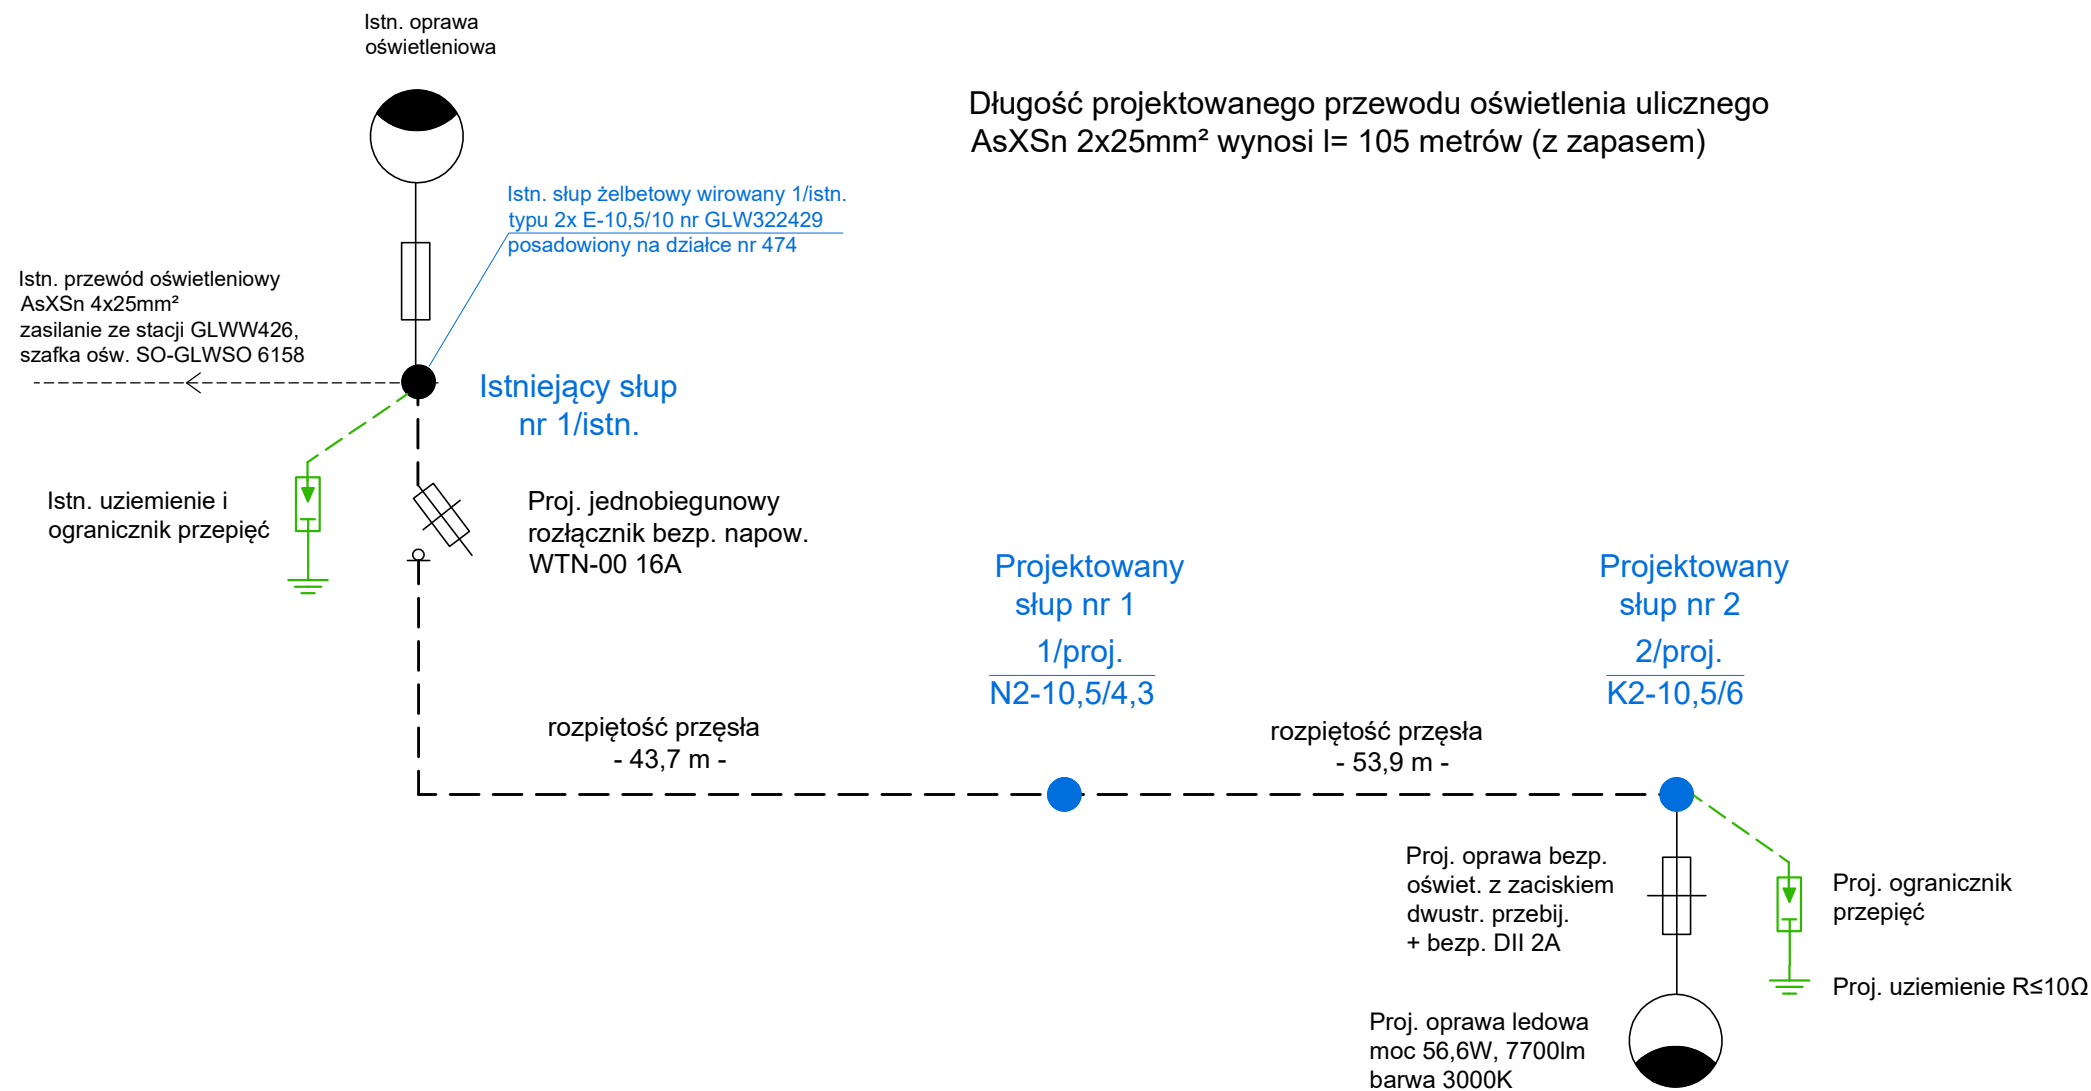 Istn. oprawa
oświetleniowa
Długość projektowanego przewodu oświetlenia ulicznego
AsXSn 2x25mm² wynosi l= 105 metrów (z zapasem)
Istn. słup żelbetowy wirowany 1/istn.
typu 2x E-10,5/10 nr GLW322429
posadowiony na działce nr 474
Istn. przewód oświetleniowy
AsXSn 4x25mm²
zasilanie ze stacji GLWW426,
szafka ośw. SO-GLWSO 6158
Istniejący słup
nr 1/istn.
Istn. uziemienie i
ogranicznik przepięć
Proj. jednobiegunowy
rozłącznik bezp. napow.
WTN-00 16A
Projektowany
słup nr 1
1/proj.
N2-10,5/4,3
Projektowany
słup nr 2
2/proj.
K2-10,5/6
rozpiętość przęsła
- 43,7 m -
rozpiętość przęsła
- 53,9 m -
Proj. oprawa bezp.
oświet. z zaciskiem
dwustr. przebij.
+ bezp. DII 2A
Proj. ogranicznik
przepięć
Proj. uziemienie R≤10Ω
Proj. oprawa ledowa
moc 56,6W, 7700lm
barwa 3000K